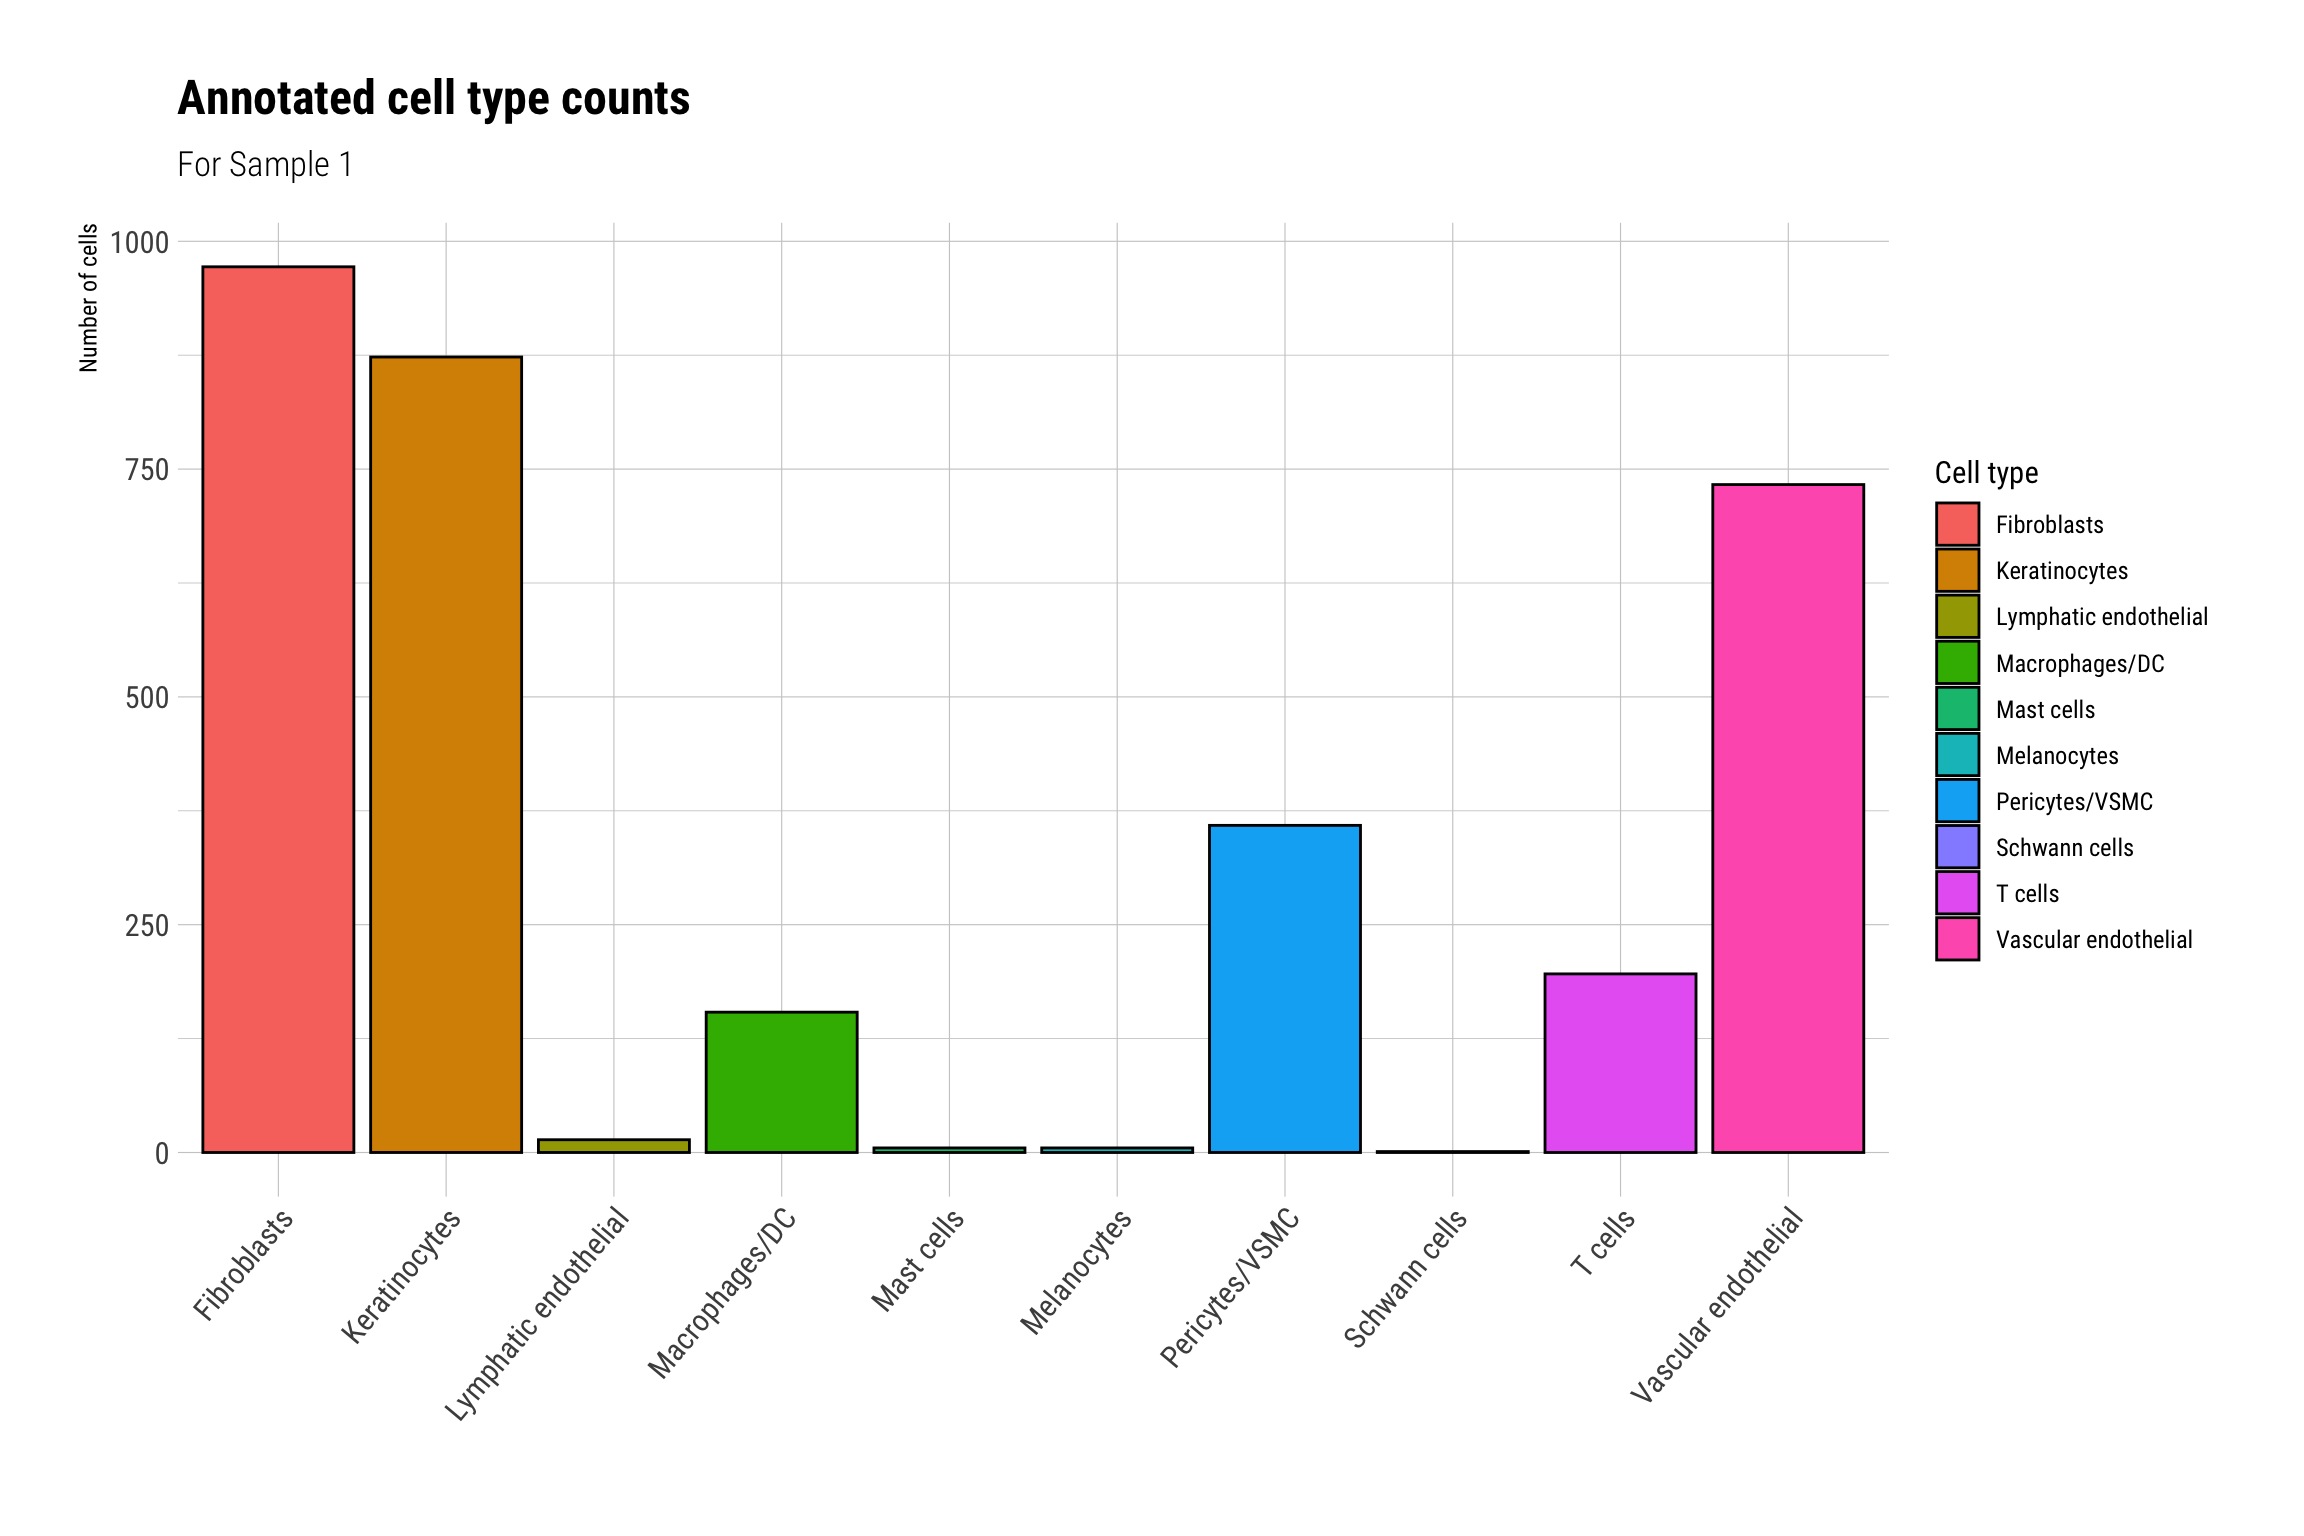 Annotated cell type counts
For Sample 1
Number of cells
1000
750
500
250
0
Fibroblasts
Keratinocytes
Lymphatic endothelial
Macrophages/DC
Mast cells
Melanocytes
Pericytes/VSMC
Schwann cells
T cells
Vascular endothelial
Cell type
Fibroblasts
Keratinocytes
Lymphatic endothelial
Macrophages/DC
Mast cells
Melanocytes
Pericytes/VSMC
Schwann cells
T cells
Vascular endothelial